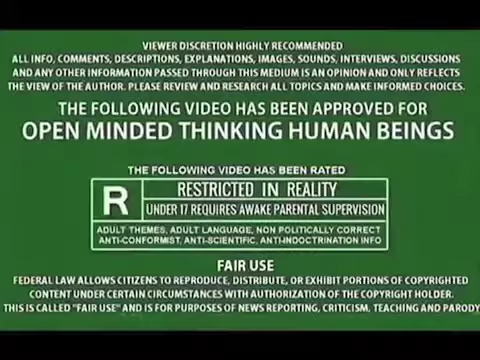 VIEWER DISCRETION HIGHLY RECOMMENDED
ALL INFO, COMMENTS, DESCRIPTIONS, EXPLANATIONS, IMAGES, SOUNDS, INTERVIEWS, DISCUSSIONS
AND ANY OTHER INFORMATION PASSED THROUGH THIS MEDIUM IS AN OPINION AND ONLY REFLECTS
THE VIEW OF THE AUTHOR. PLEASE REVIEW AND RESEARCH ALL TOPICS AND MAKE INFORMED CHOICES.
THE FOLLOWING VIDEO HAS BEEN APPROVED FOR
OPEN MINDED THINKING HUMAN BEINGS
THE FOLLOWING VIDEO HAS BEEN RATED
R
RESTRICTED IN REALITY
UNDER 17 REQUIRES AWAKE PARENTAL SUPERVISION
ADULT THEMES, ADULT LANGUAGE, NON POLITICALLY CORRECT
ANTI-CONFORMIST, ANTI-SCIENTIFIC, ANTI-INDOCTRINATION INFO
FAIR USE
FEDERAL LAW ALLOWS CITIZENS TO REPRODUCE, DISTRIBUTE, OR EXHIBIT PORTIONS OF COPYRIGHTED
CONTENT UNDER CERTAIN CIRCUMSTANCES WITH AUTHORIZATION OF THE COPYRIGHT HOLDER.
THIS IS CALLED "FAIR USE" AND IS FOR PURPOSES OF NEWS REPORTING, CRITICISM, TEACHING AND PARODY